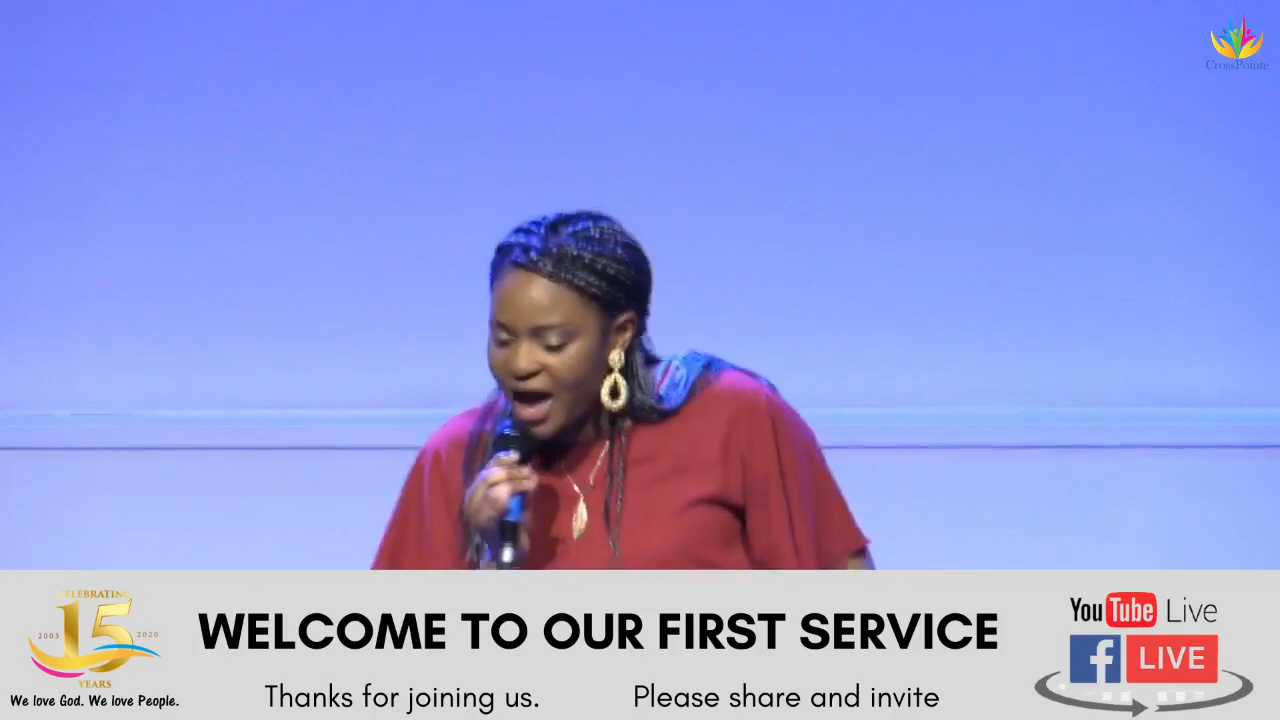 CrossPointe
CELEBRATING
15
2005 2020
YEARS
We love God. We love People.
WELCOME TO OUR FIRST SERVICE
Thanks for joining us. Please share and invite
YouTube Live
f LIVE